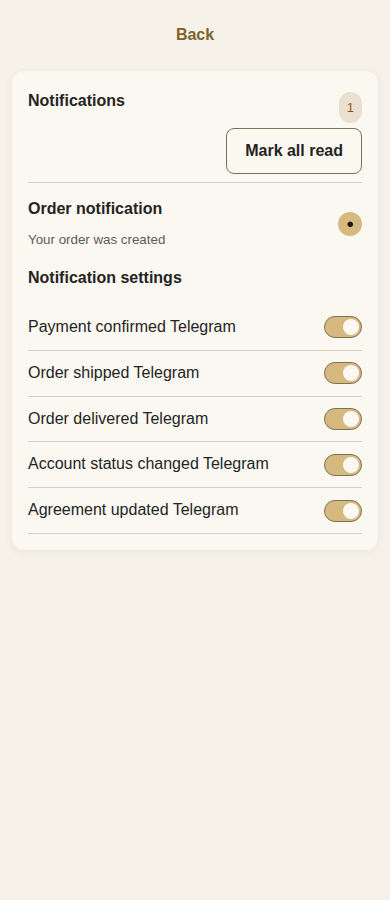 Back
Notifications
1
Mark all read
Order notification
Your order was created
Notification settings
Payment confirmed Telegram
Order shipped Telegram
Order delivered Telegram
Account status changed Telegram
Agreement updated Telegram